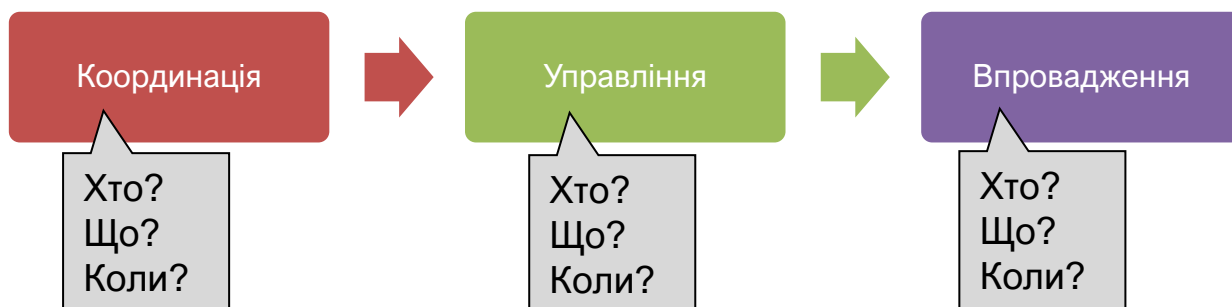 Координація
Управління
Впровадження
Хто?
Що?
Коли?
Хто?
Що?
Коли?
Хто?
Що?
Коли?